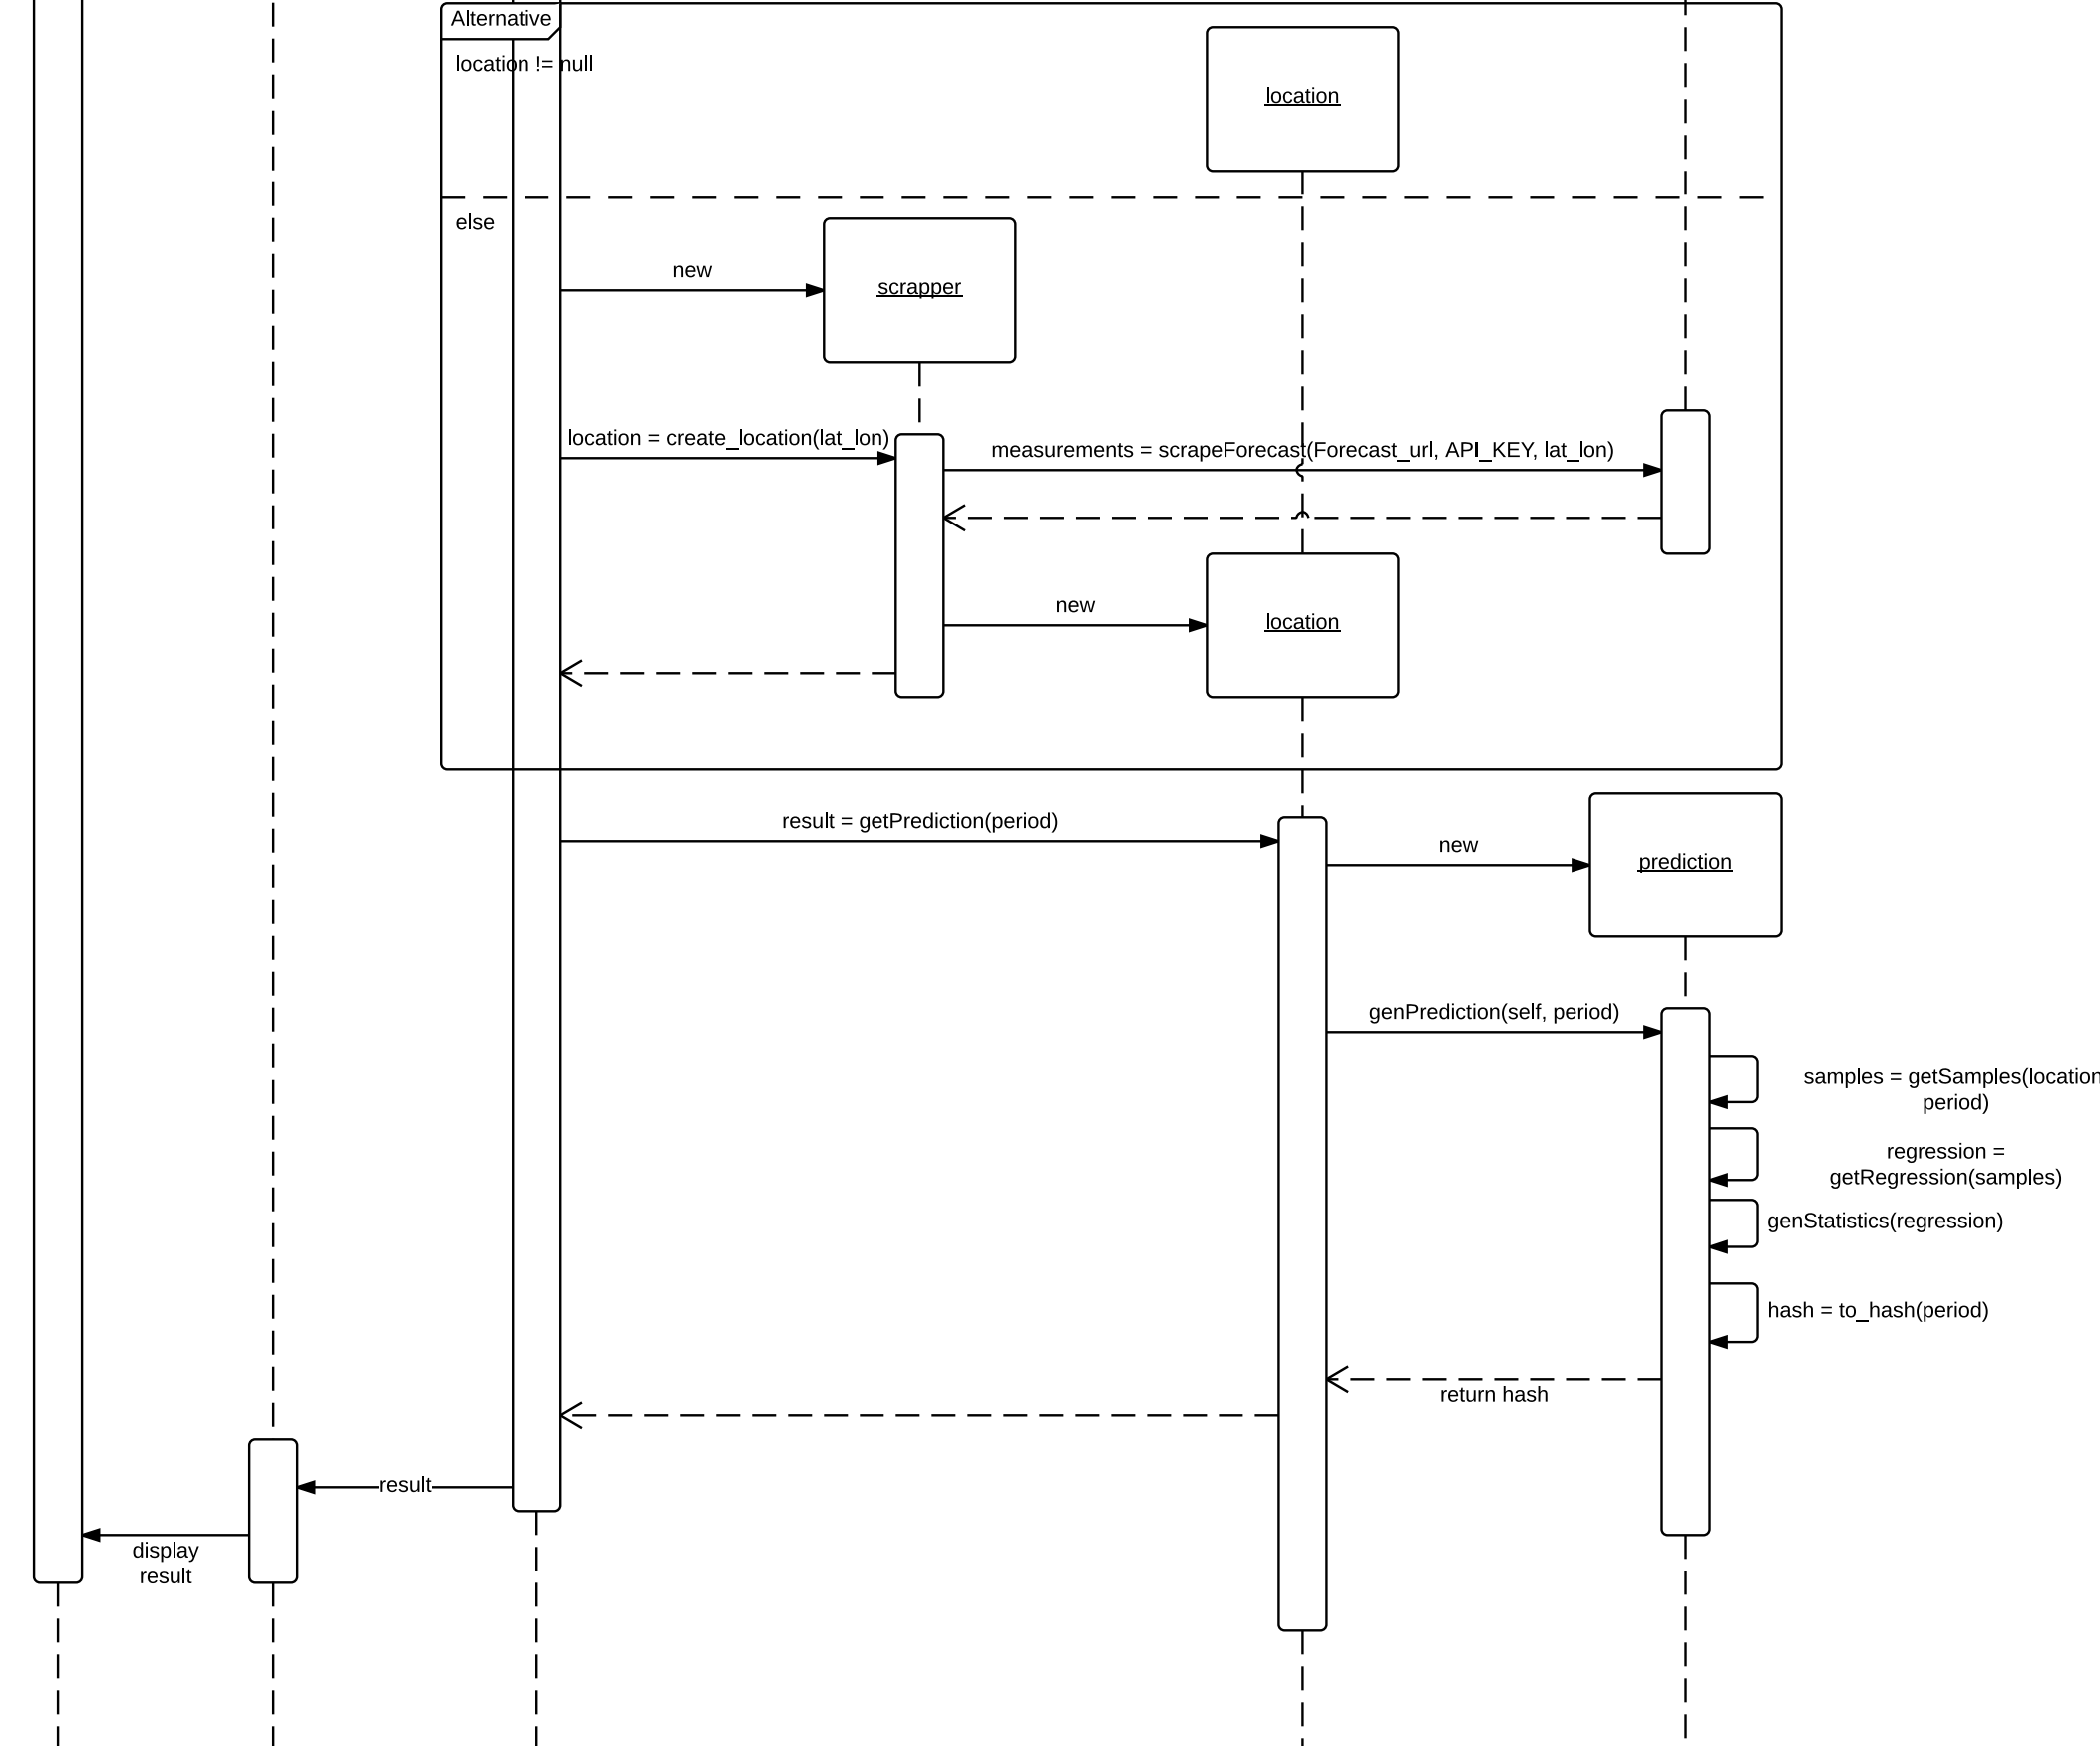 Alternative
location != null
location
else
new
scrapper
location = create_location(lat_lon)
measurements = scrapeForecast(Forecast_url, API_KEY, lat_lon)
new
location
result = getPrediction(period)
new
prediction
genPrediction(self, period)
samples = getSamples(location
period)
regression =
getRegression(samples)
genStatistics(regression)
hash = to_hash(period)
return hash
result
display
result